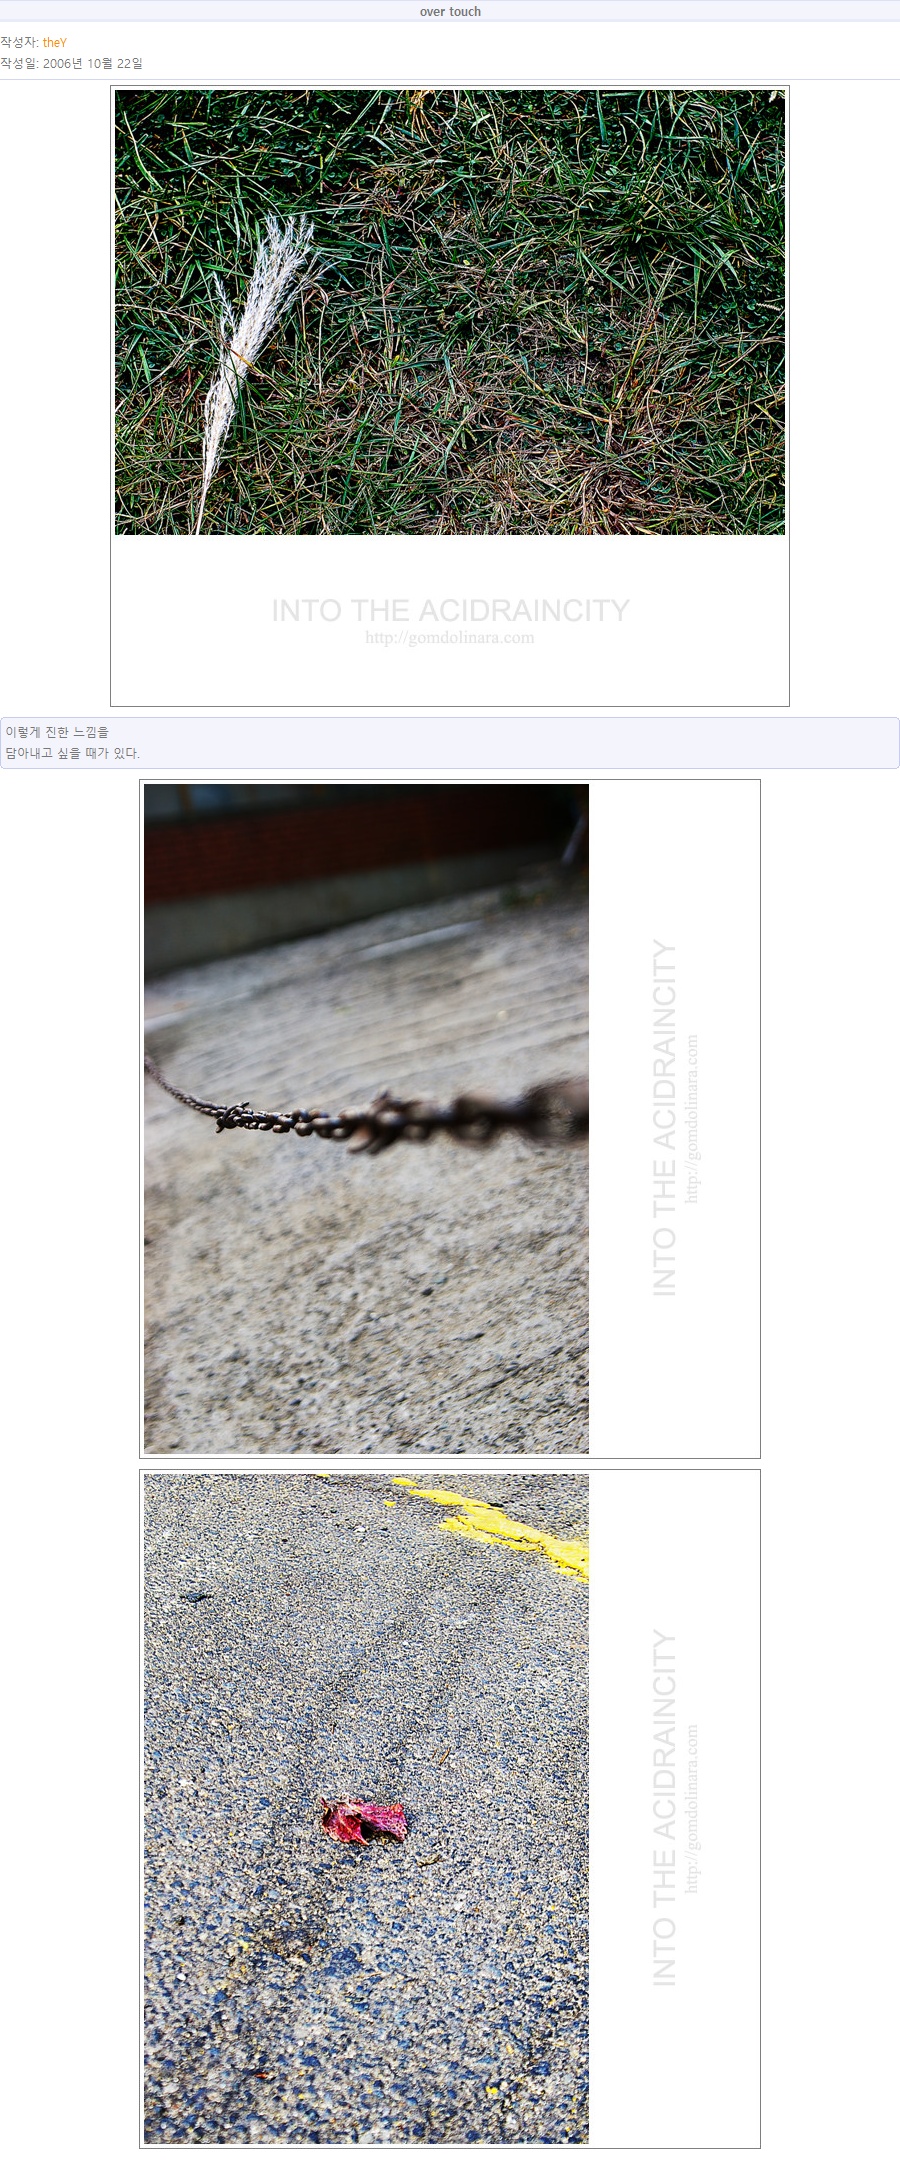 over touch
작성자: theY
작성일: 2006년 10월 22일
INTO THE ACIDRAINCITY
http://gomdolinara.com
이렇게 진한 느낌을
담아내고 싶을 때가 있다.
INTO THE ACIDRAINCITY
http://gomdolinara.com
INTO THE ACIDRAINCITY
http://gomdolinara.com